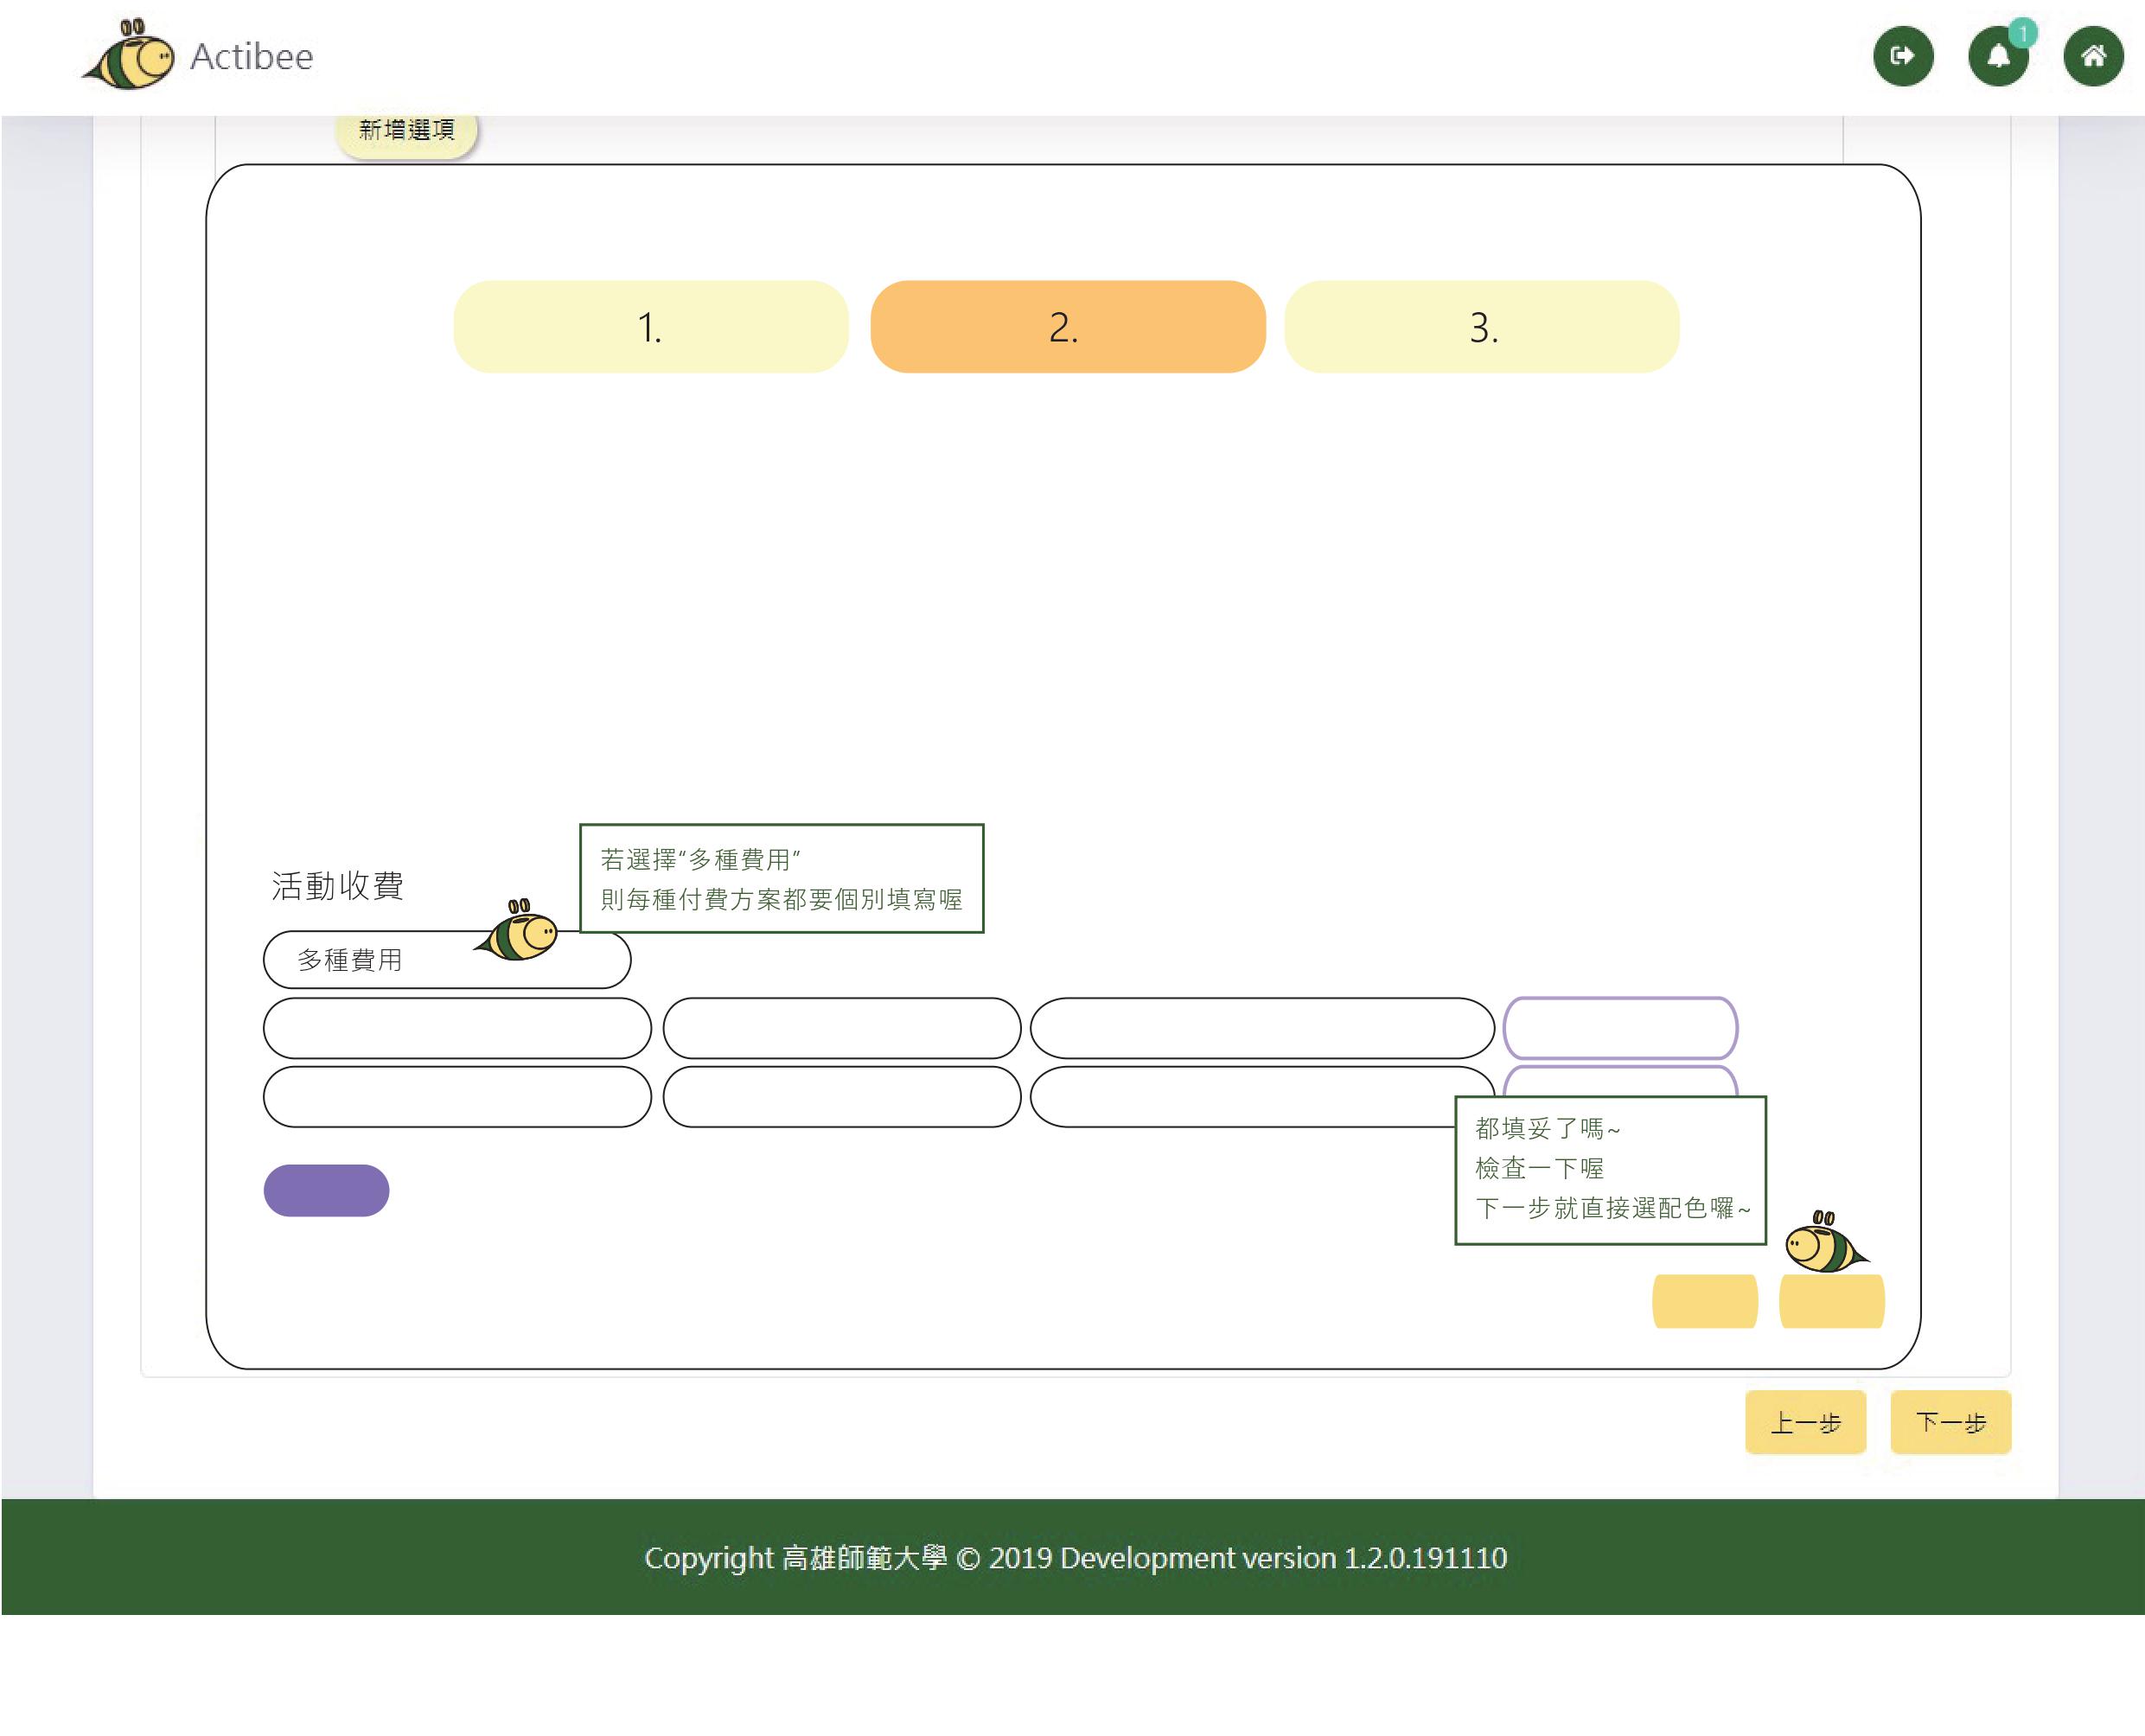 Actibee
1
新增選項
1.
2.
3.
活動收費
若選擇“多種費用”
則每種付費方案都要個別填寫喔
多種費用
都填妥了嗎~
檢查一下喔
下一步就直接選配色囉~
上一步
下一步
Copyright 高雄師範大學 © 2019 Development version 1.2.0.191110